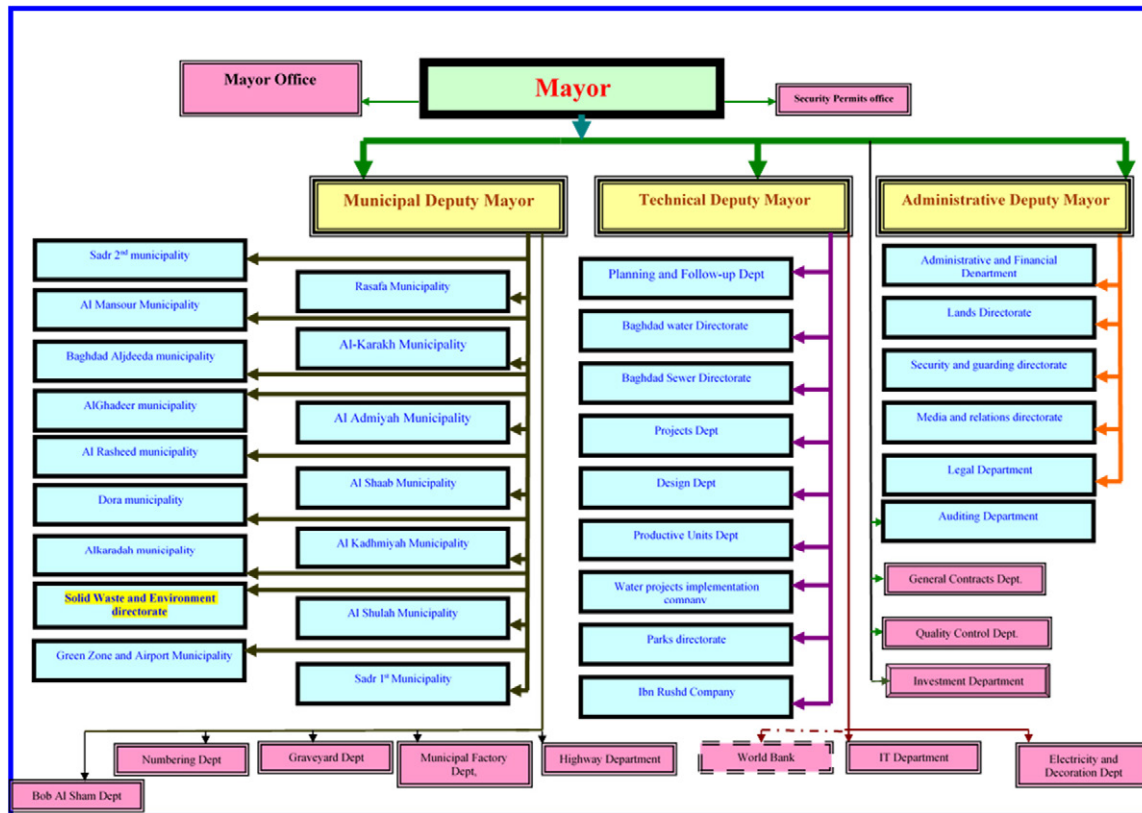 Mayor Office
Mayor
Security Permits office
Municipal Deputy Mayor
Technical Deputy Mayor
Administrative Deputy Mayor
Sadr 2nd municipality
Al Mansour Municipality
Baghdad Aljdeeda municipality
AlGhadeer municipality
Al Rasheed municipality
Dora municipality
Alkaradah municipality
Solid Waste and Environment
directorate
Green Zone and Airport Municipality
Rasafa Municipality
Al-Karakh Municipality
Al Admiyah Municipality
Al Shaab Municipality
Al Kadhmiyah Municipality
Al Shulah Municipality
Sadr 1st Municipality
Planning and Follow-up Dept
Baghdad water Directorate
Baghdad Sewer Directorate
Projects Dept
Design Dept
Productive Units Dept
Water projects implementation
company
Parks directorate
Ibn Rushd Company
Administrative and Financial
Department
Lands Directorate
Security and guarding directorate
Media and relations directorate
Legal Department
Auditing Department
General Contracts Dept.
Quality Control Dept.
Investment Department
Bob Al Sham Dept
Numbering Dept
Graveyard Dept
Municipal Factory
Dept,
Highway Department
World Bank
IT Department
Electricity and
Decoration Dept